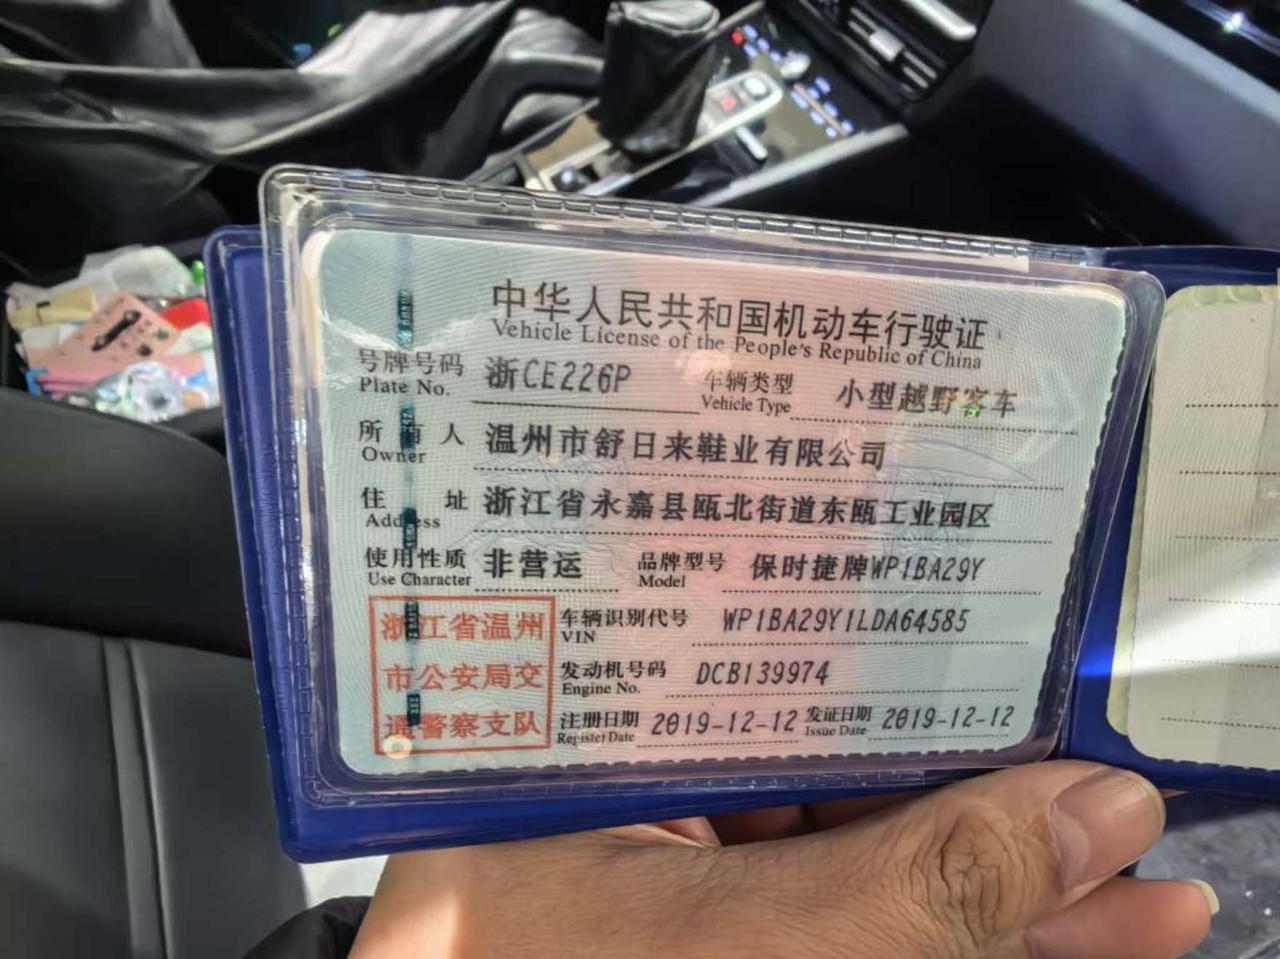 中华人民共和国机动车行驶证
Vehicle License of the People's Republic of China
号牌号码 浙CE226P 车辆类型 小型越野客车
Plate No. Vehicle Type
所有人 温州市舒日来鞋业有限公司
Owner
住址 浙江省永嘉县瓯北街道东瓯工业园区
Address
使用性质 非营运 品牌型号 保时捷牌WP1BA29Y
Use Character Model
浙江省温州 车辆识别代号 WP1BA29Y1LDA64585
VIN
市公安局交 发动机号码 DCB139974
Engine No.
通警察支队 注册日期 2019-12-12 发证日期 2019-12-12
Register Date Issue Date